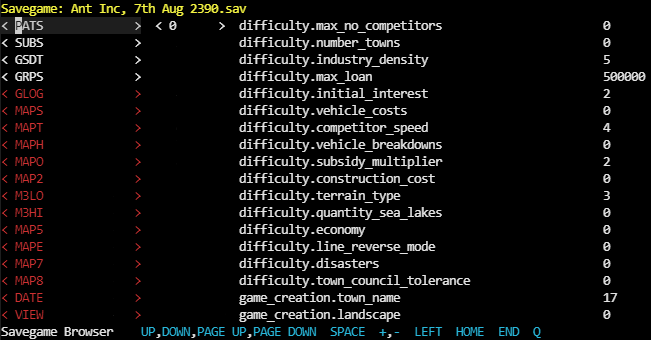 Savegame: Ant Inc, 7th Aug 2390.sav
< PATS > < 0 > difficulty.max_no_competitors 0
< SUBS > difficulty.number_towns 0
< GSDT > difficulty.industry_density 5
< GRPS > difficulty.max_loan 500000
< GLOG > difficulty.initial_interest 2
< MAPS > difficulty.vehicle_costs 0
< MAPT > difficulty.competitor_speed 4
< MAPH > difficulty.vehicle_breakdowns 0
< MAPO > difficulty.subsidy_multiplier 2
< MAP2 > difficulty.construction_cost 0
< M3LO > difficulty.terrain_type 3
< M3HI > difficulty.quantity_sea_lakes 0
< MAP5 > difficulty.economy 0
< MAPE > difficulty.line_reverse_mode 0
< MAP7 > difficulty.disasters 0
< MAP8 > difficulty.town_council_tolerance 0
< DATE > game_creation.town_name 17
< VIEW > game_creation.landscape 0
Savegame Browser UP,DOWN,PAGE UP,PAGE DOWN SPACE +,- LEFT HOME END Q